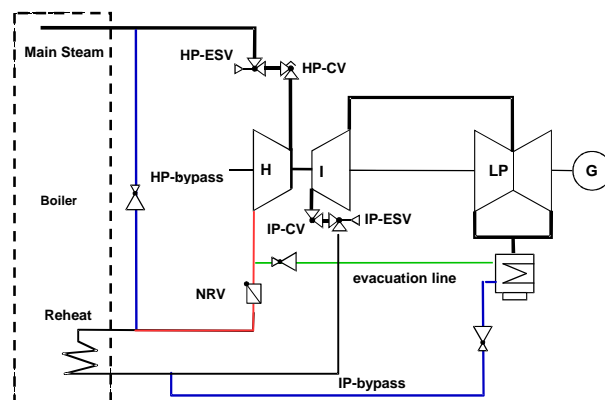 Main Steam
HP-ESV
HP-CV
HP-bypass
H
I
LP
G
Boiler
IP-CV
IP-ESV
NRV
evacuation line
Reheat
IP-bypass